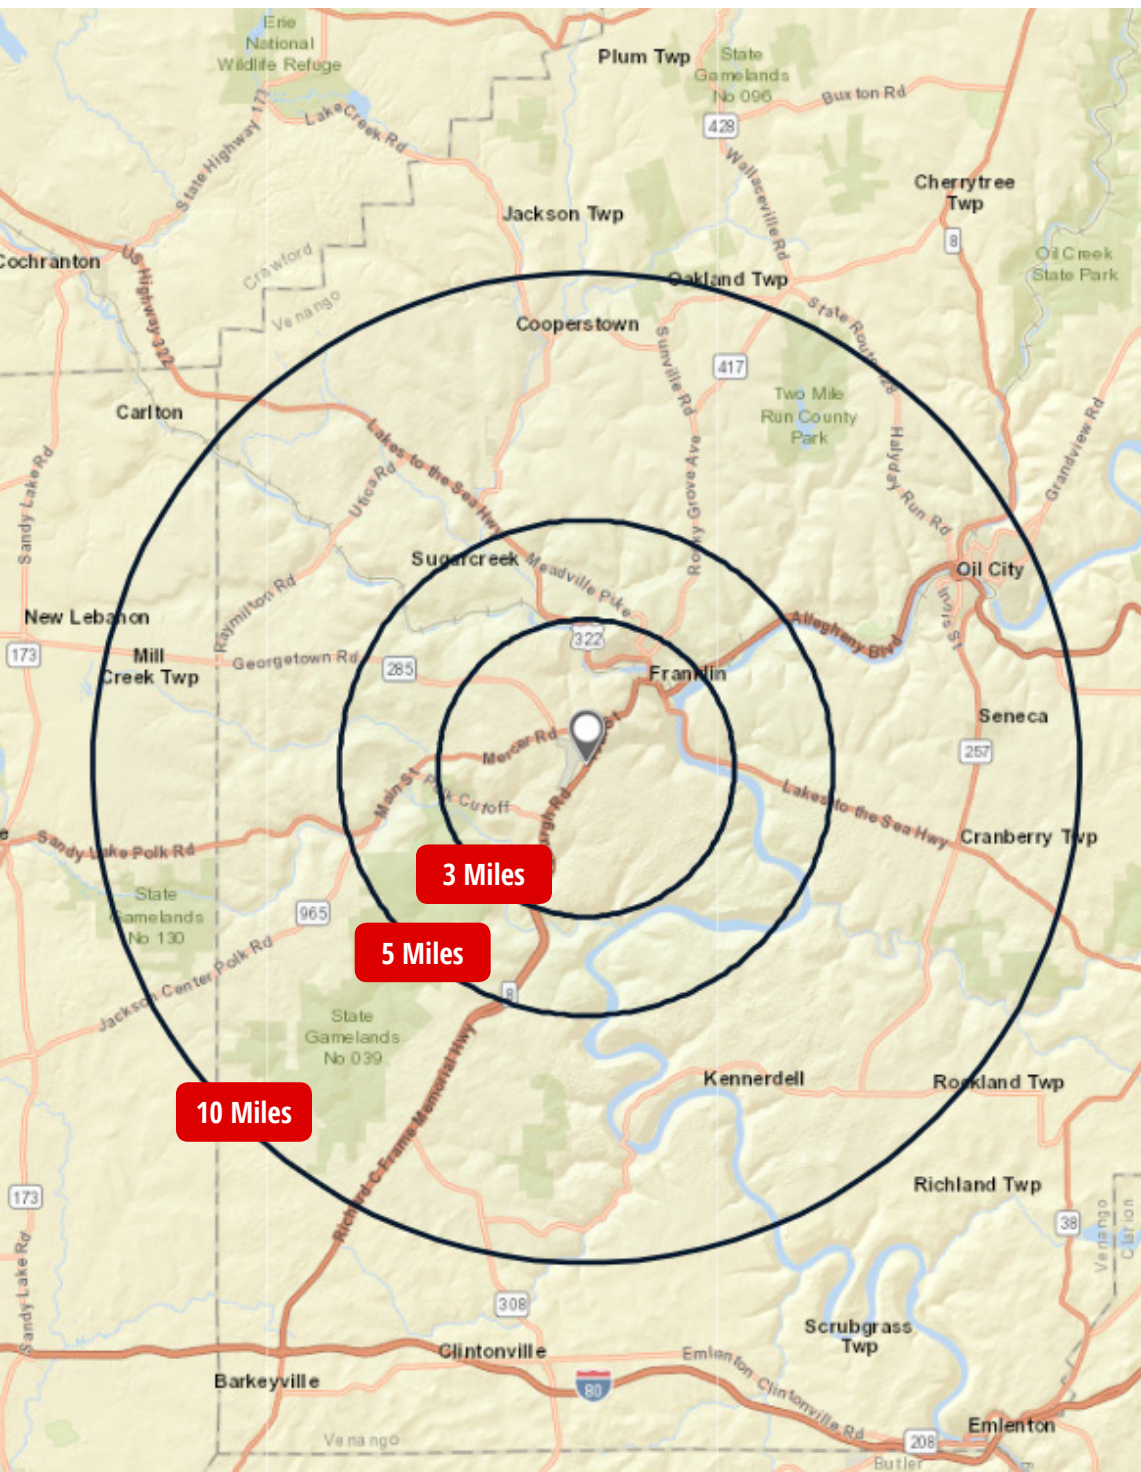 Erie
National
Wildlife Refuge
Plum Twp
State
Gamelands
No 096
Buxton Rd
428
State Highway 173
Lake Creek Rd
Wallaceville Rd
Cherrytree
Twp
8
Jackson Twp
Cochranton
US Highway 322
Crawford
Venango
Oil Creek
State Park
Oakland Twp
Cooperstown
State Route 428
Sunville Rd
417
Two Mile
Run County
Park
Carlton
Lakes to the Sea Hwy
Utica Rd
Rocky Grove Ave
Halyday Run Rd
Grandview Rd
Sandy Lake Rd
Sugarcreek
Meadville Pike
Oil City
Innis St
New Lebanon
Raymilton Rd
Allegheny Blvd
173
Mill
Creek Twp
Georgetown Rd
285
322
Franklin
Seneca
257
Mercer Rd
Main St
Polk Cutoff
Lakes to the Sea Hwy
Cranberry Twp
Sandy Lake Polk Rd
3 Miles
State
Gamelands
No 130
965
5 Miles
Jackson Center Polk Rd
8
State
Gamelands
No 039
Richard C Frame Memorial Hwy
Kennerdell
Rockland Twp
10 Miles
Richland Twp
173
38
Venango
Clarion
Sandy Lake Rd
308
Scrubgrass
Twp
Clintonville
Emlenton Clintonville Rd
Barkeyville
80
Emlenton
208
Venango
Butler